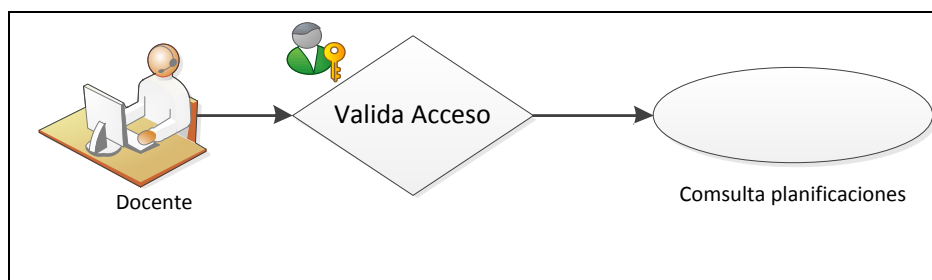 Valida Acceso
Docente
Comsulta planificaciones